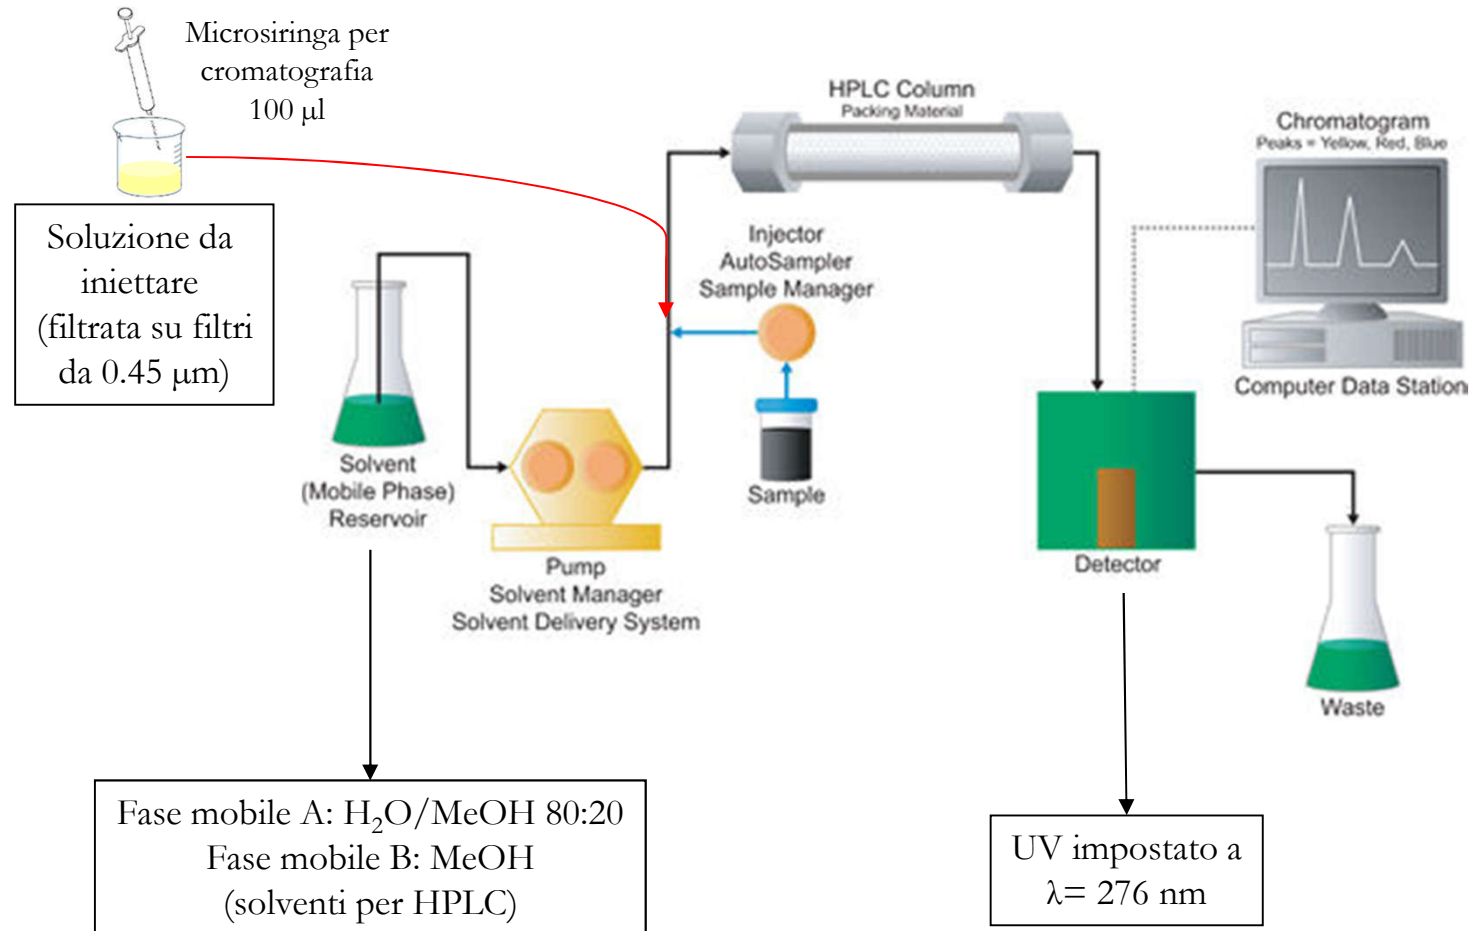 Microsiringa per
cromatografia
100 µl
Soluzione da
iniettare
(filtrata su filtri
da 0.45 µm)
HPLC Column
Packing Material
Chromatogram
Peaks = Yellow, Red, Blue
Injector
AutoSampler
Sample Manager
Computer Data Station
Solvent
(Mobile Phase)
Reservoir
Sample
Pump
Solvent Manager
Solvent Delivery System
Detector
Waste
Fase mobile A: H₂O/MeOH 80:20
Fase mobile B: MeOH
(solventi per HPLC)
UV impostato a
λ= 276 nm